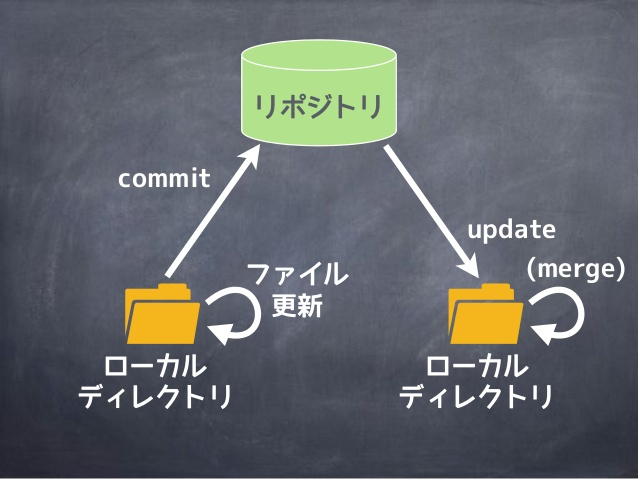 リポジトリ
commit
update
(merge)
ファイル
更新
ローカル
ディレクトリ
ローカル
ディレクトリ